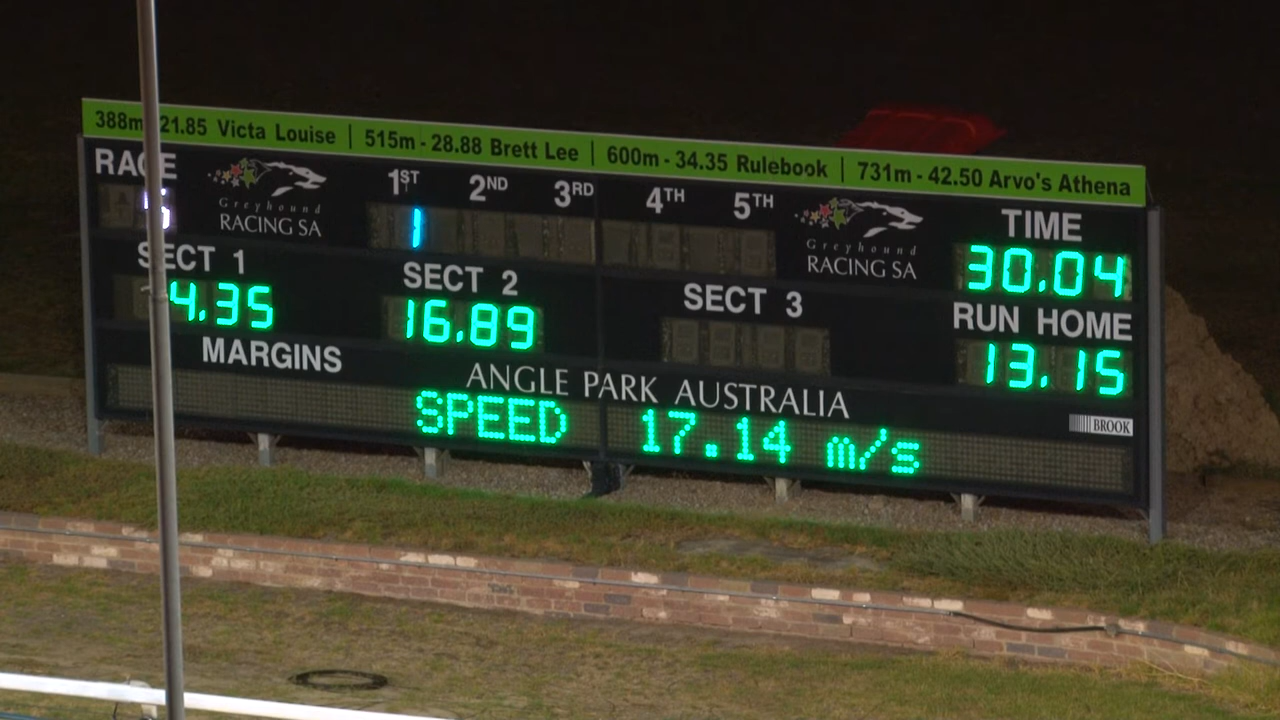 388m - 21.85 Victa Louise | 515m - 28.88 Brett Lee | 600m - 34.35 Rulebook | 731m - 42.50 Arvo's Athena
RACE
1ST 2ND 3RD 4TH 5TH
Greyhound
RACING SA
1
Greyhound
RACING SA
TIME
30.04
SECT 1
4.35
SECT 2
16.89
SECT 3
RUN HOME
13.15
MARGINS
ANGLE PARK AUSTRALIA
BROOK
SPEED 17.14 m/s